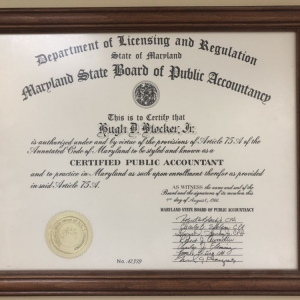 Department of Licensing and Regulation
State of Maryland
Maryland State Board of Public Accountancy
This is to Certify that
Hugh D. Blocker, Jr.
is authorized under and by virtue of the provisions of Article 75A of the
Annotated Code of Maryland to be styled and known as a
CERTIFIED PUBLIC ACCOUNTANT
and to practice in Maryland as such upon enrollment therefor as provided
in said Article 75A.
AS WITNESS the name and seal of the
Board and the signatures of its members this
day of August, 19
MARYLAND STATE BOARD OF PUBLIC ACCOUNTANCY
No.